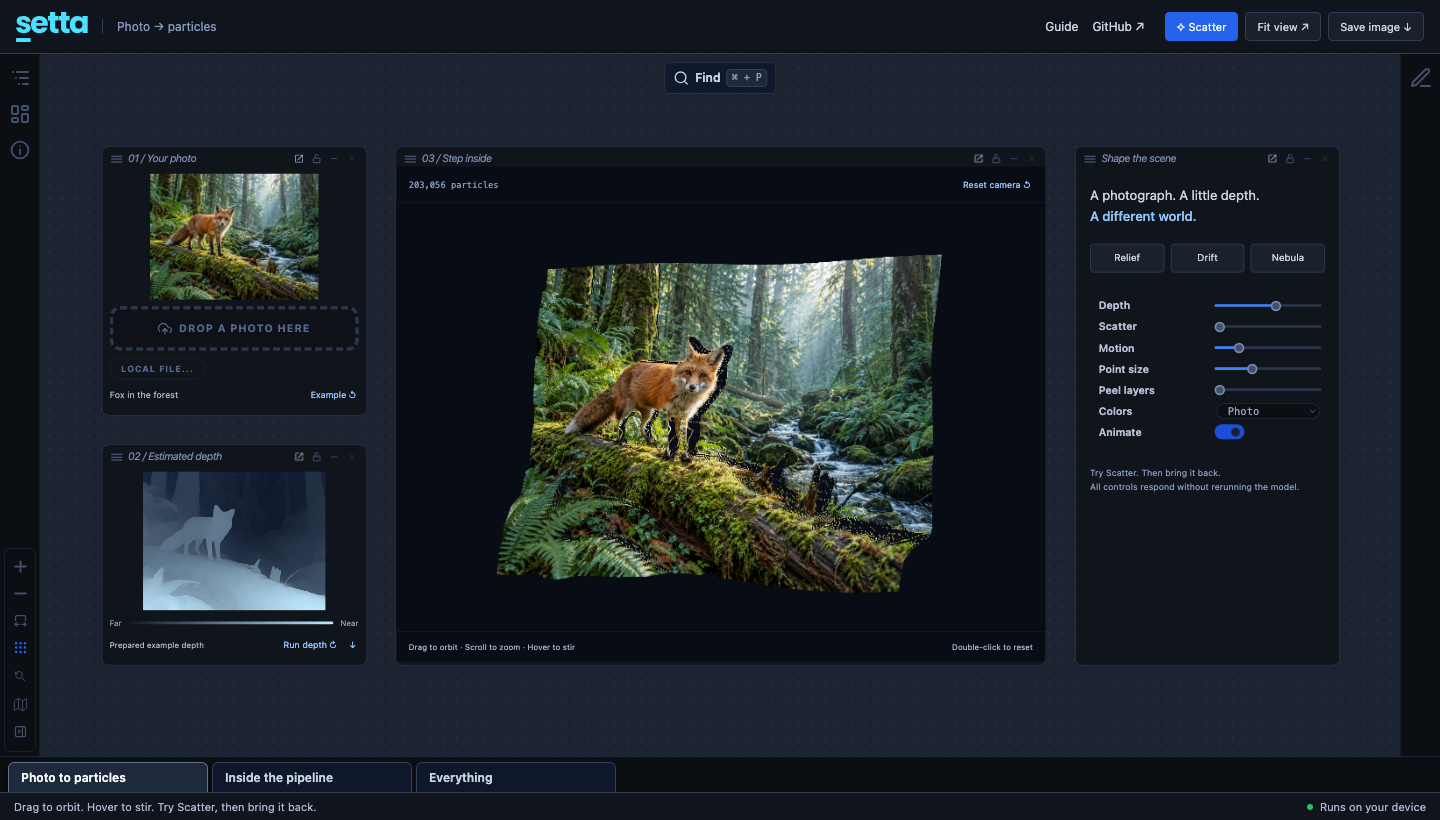 setta
Photo → particles
Guide
GitHub ↗
✧ Scatter
Fit view ↗
Save image ↓
Find ⌘ + P
01 / Your photo
DROP A PHOTO HERE
LOCAL FILE...
Fox in the forest
Example ↻
02 / Estimated depth
Far
Near
Prepared example depth
Run depth ↻ ↓
03 / Step inside
203,056 particles
Reset camera ↻
Drag to orbit · Scroll to zoom · Hover to stir
Double-click to reset
Shape the scene
A photograph. A little depth.
A different world.
Relief
Drift
Nebula
Depth
Scatter
Motion
Point size
Peel layers
Colors
Photo
Animate
Try Scatter. Then bring it back.
All controls respond without rerunning the model.
Photo to particles
Inside the pipeline
Everything
Drag to orbit. Hover to stir. Try Scatter, then bring it back.
Runs on your device